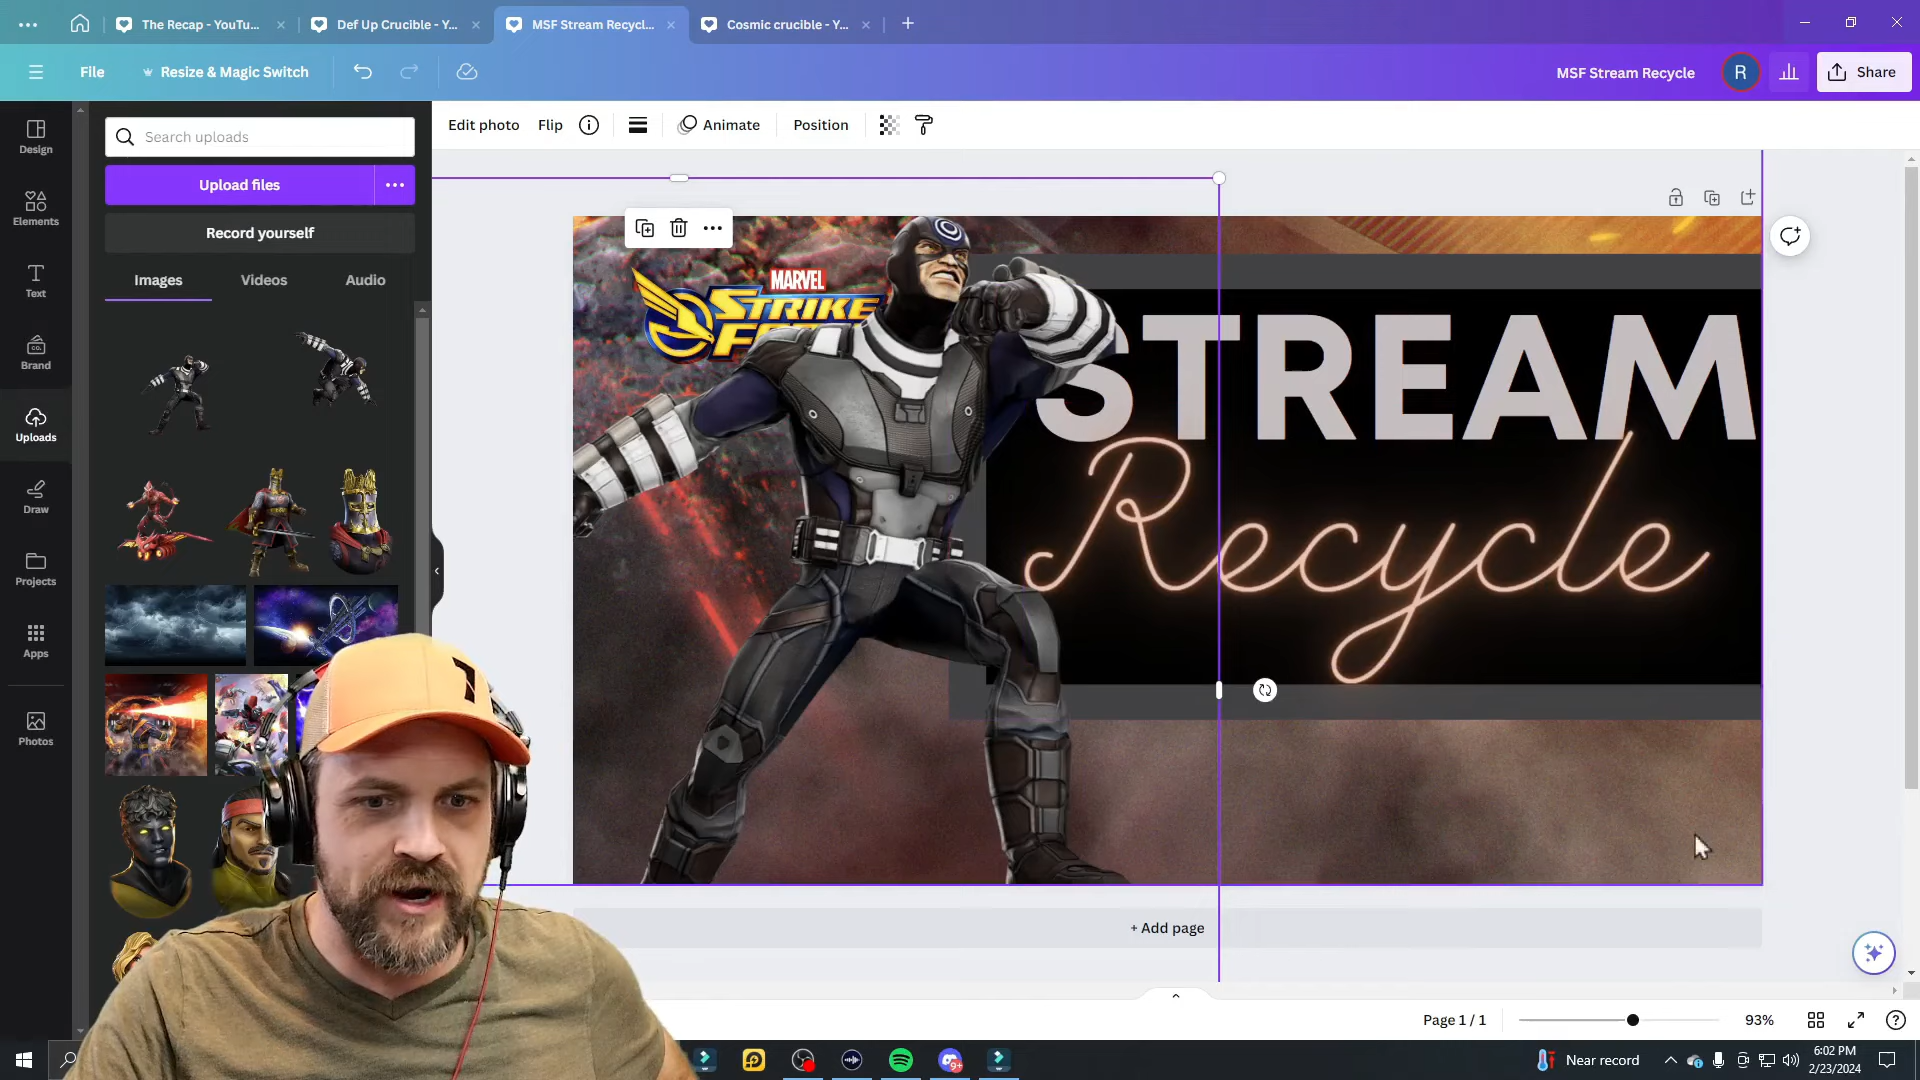 The Recap - YouTu...
Def Up Crucible - Y...
MSF Stream Recycl...
Cosmic crucible - Y...
File
Resize & Magic Switch
MSF Stream Recycle
R
Share
Design
Elements
Text
Brand
Uploads
Draw
Projects
Apps
Photos
Search uploads
Upload files
Record yourself
Images
Videos
Audio
Edit photo
Flip
Animate
Position
MARVEL
STRIKE
STREAM
Recycle
+ Add page
Page 1 / 1
93%
Near record
6:02 PM
2/23/2024